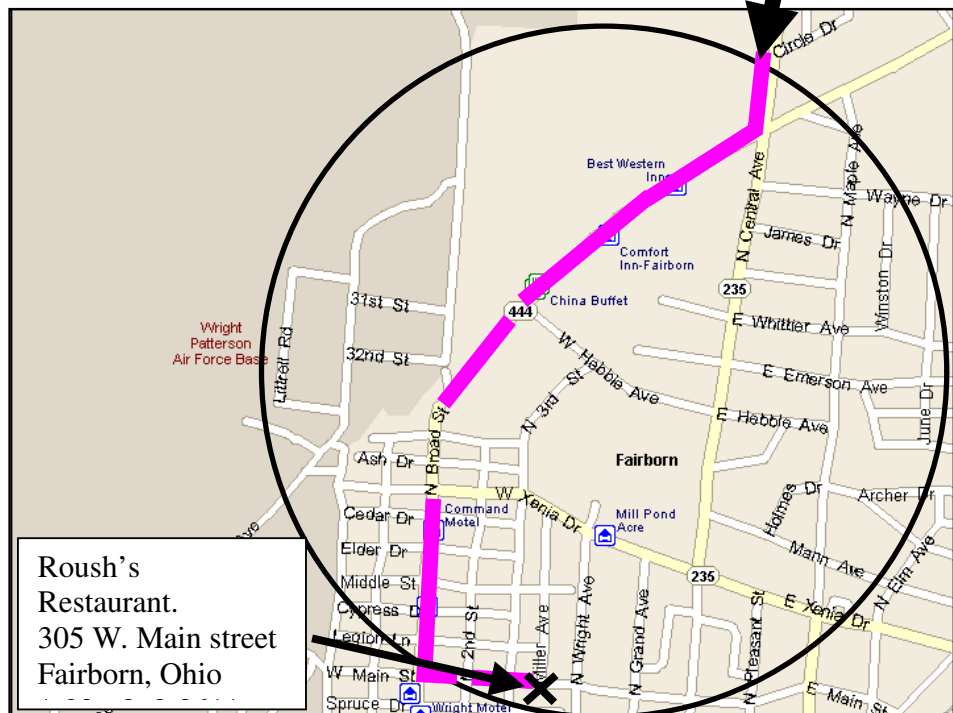 Circle Dr
Best Western
Inns
N Maple Ave
Wayne Dr
N Central Ave
James Dr
Comfort
Inn-Fairborn
Winston Dr
235
31st St
China Buffet
444
E Whittier Ave
Wright
Patterson
Air Force Base
Littrell Rd
32nd St
W Hebble Ave
E Emerson Ave
N 3rd St
E Hebble Ave
June Dr
N Broad St
Fairborn
Ash Dr
W Xenia Dr
Holmes Dr
Archer Dr
Cedar Dr
Command
Motel
Mill Pond
Acre
Ave
Elder Dr
Mann Ave
N Elm Ave
Middle St
235
Cypress D
E Xenia Dr
Legion Ln
2nd St
Miller Ave
N Wright Ave
N Grand Ave
N Pleasant St
W Main St
E Main St
Spruce Dr
Wright Motel
Roush's
Restaurant.
305 W. Main street
Fairborn, Ohio